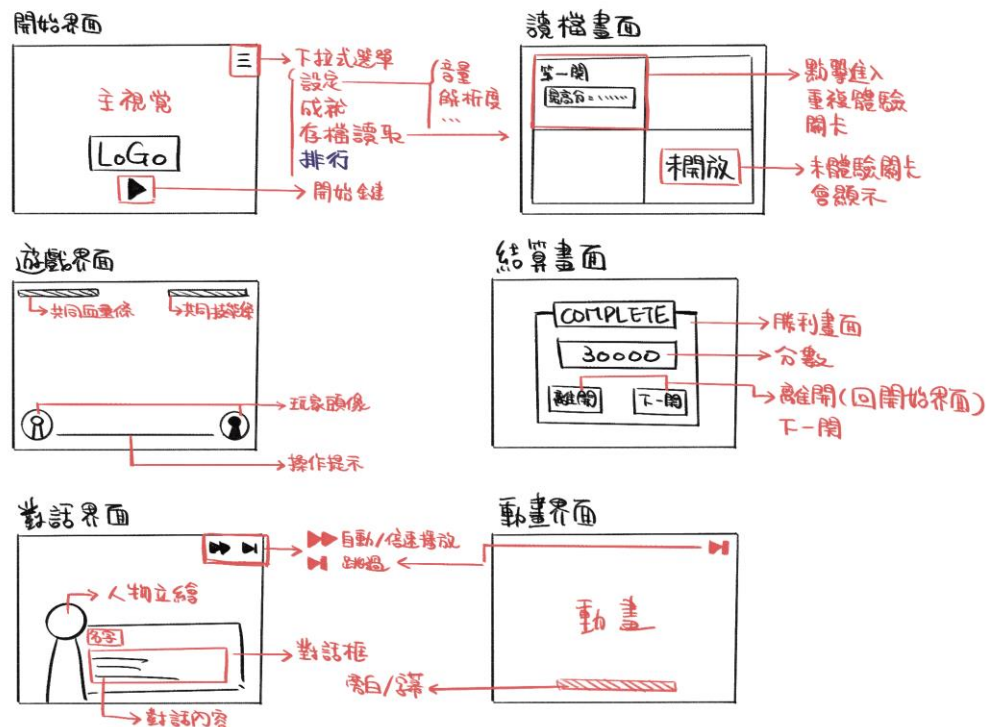 開始界面
三
主視覺
LoGo
下拉式選單
設定
成就
存檔讀取
排行
音量
解析度
...
開始鍵
讀檔畫面
第一關
最高分=......
未開放
點擊進入
重複體驗
關卡
未體驗關卡
會顯示
遊戲界面
共同血量條
共同技能條
玩家頭像
操作提示
結算畫面
COMPLETE
30000
離開
下一關
勝利畫面
分數
離開(回開始界面)
下一關
對話界面
自動/倍速播放
跳過
人物立繪
名字
對話框
對話內容
動畫界面
動畫
旁白/字幕